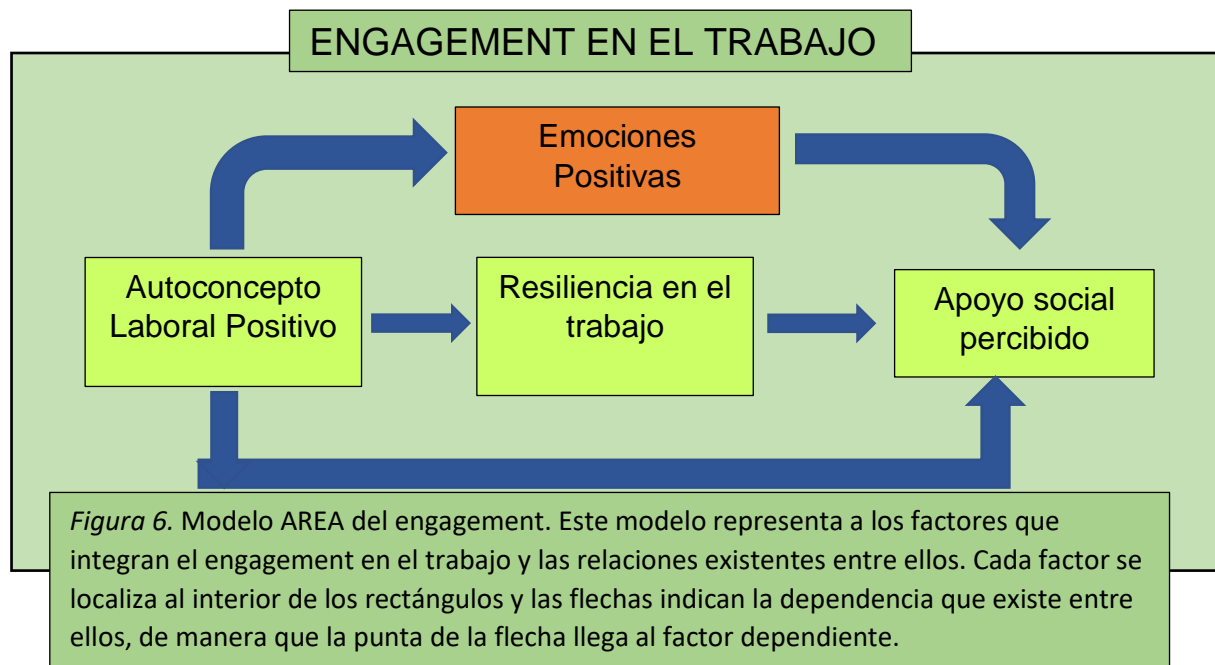 ENGAGEMENT EN EL TRABAJO
Emociones
Positivas
Autoconcepto
Laboral Positivo
Resiliencia en el
trabajo
Apoyo social
percibido
Figura 6. Modelo AREA del engagement. Este modelo representa a los factores que
integran el engagement en el trabajo y las relaciones existentes entre ellos. Cada factor se
localiza al interior de los rectángulos y las flechas indican la dependencia que existe entre
ellos, de manera que la punta de la flecha llega al factor dependiente.